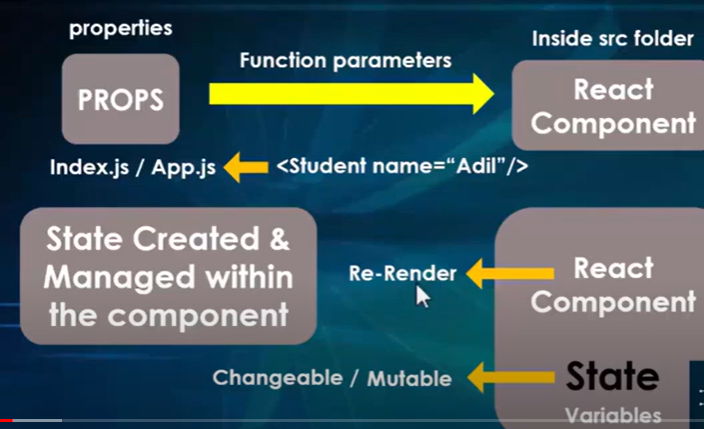 properties
PROPS
Function parameters
Inside src folder
React
Component
Index.js / App.js
<Student name="Adil"/>
State Created &
Managed within
the component
Re-Render
React
Component
Changeable / Mutable
State
Variables